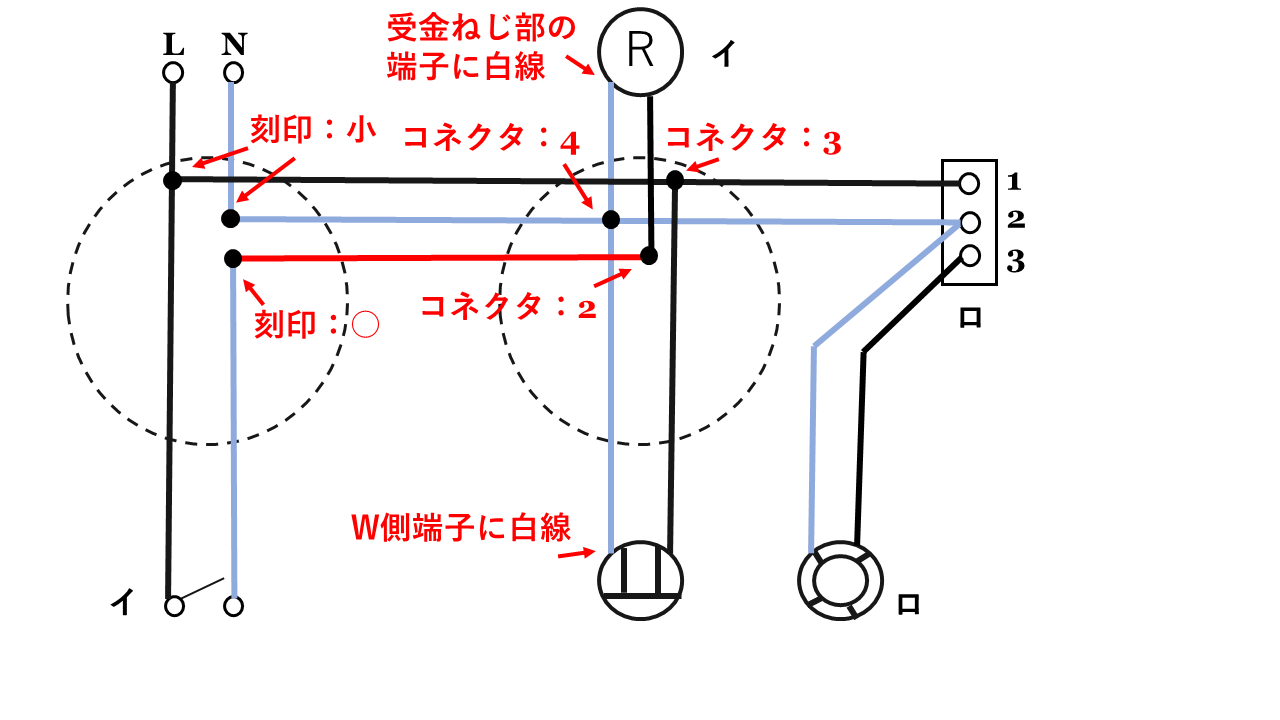 受金ねじ部の
端子に白線
R
イ
L N
刻印：小
コネクタ：4
コネクタ：3
1
2
3
ロ
コネクタ：2
刻印：○
W側端子に白線
イ
ロ